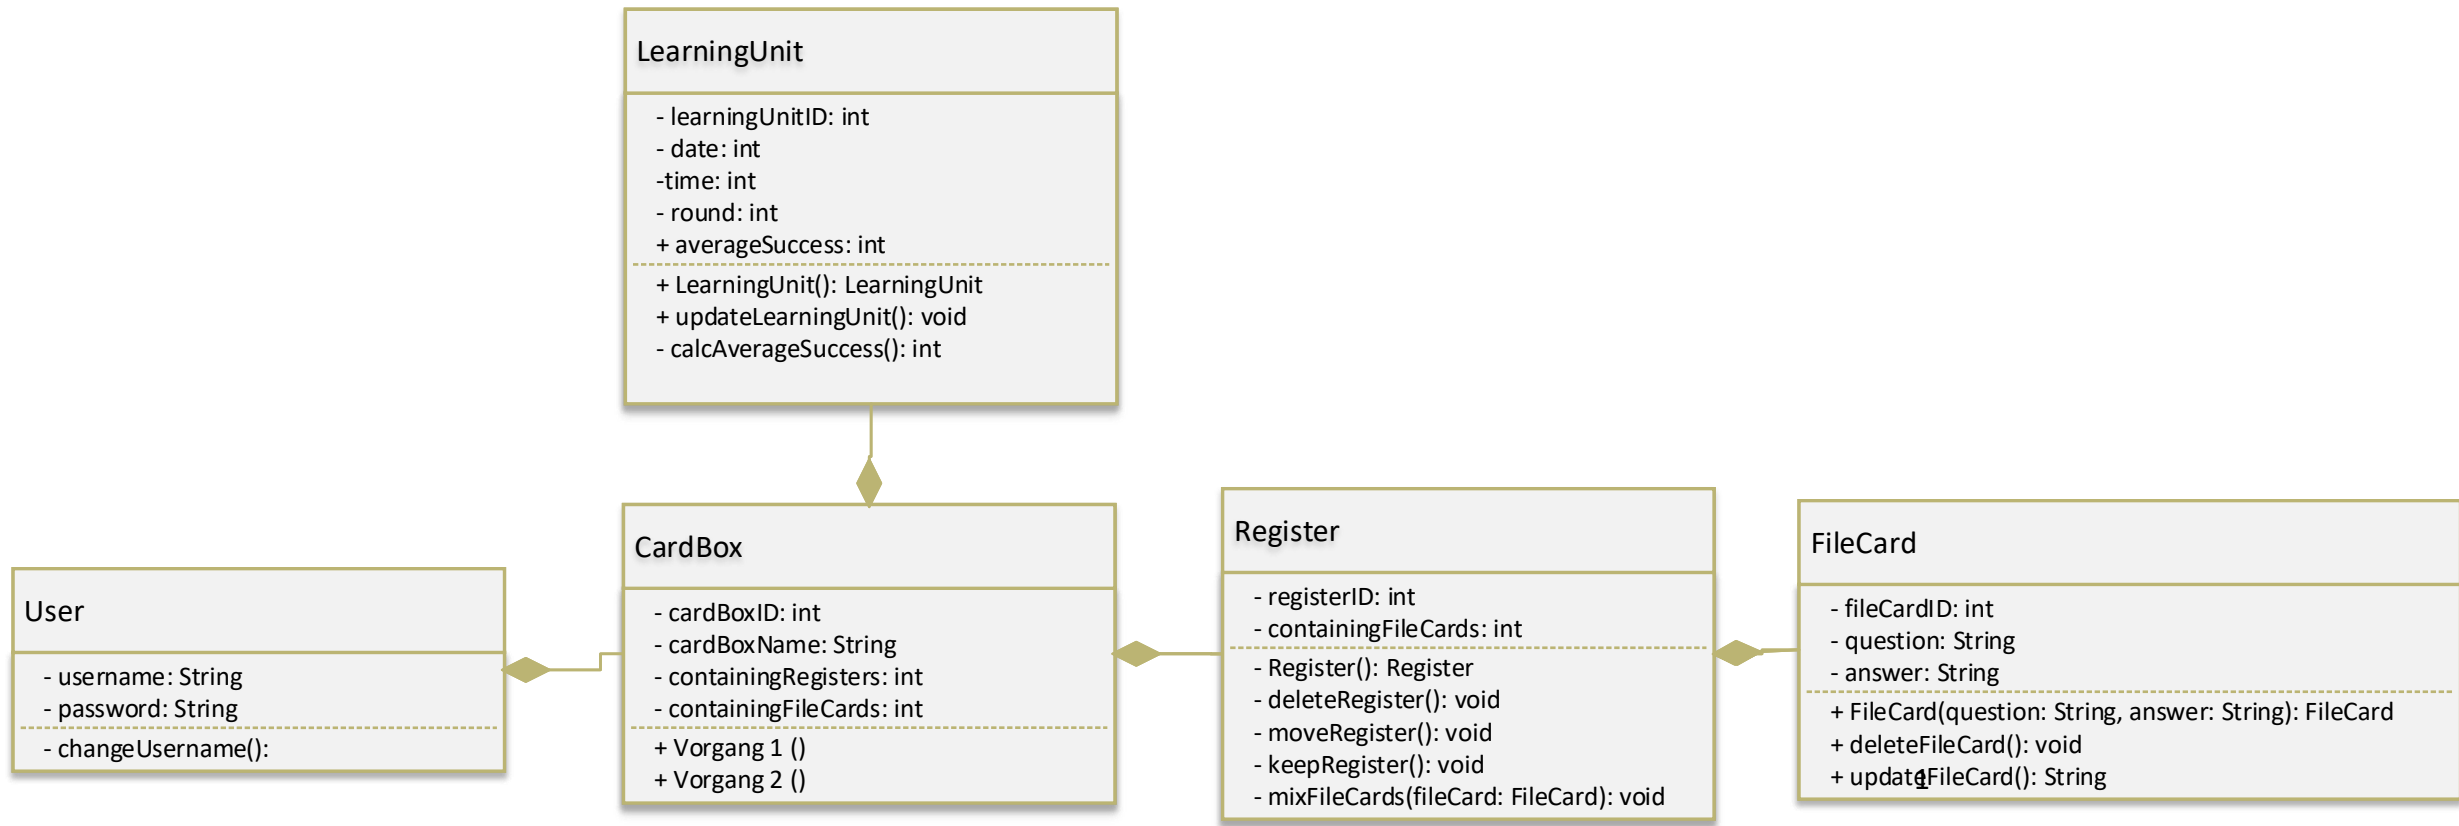 LearningUnit
- learningUnitID: int
- date: int
-time: int
- round: int
+ averageSuccess: int
+ LearningUnit(): LearningUnit
+ updateLearningUnit(): void
- calcAverageSuccess(): int
User
- username: String
- password: String
- changeUsername():
CardBox
- cardBoxID: int
- cardBoxName: String
- containingRegisters: int
- containingFileCards: int
+ Vorgang 1 ()
+ Vorgang 2 ()
Register
- registerID: int
- containingFileCards: int
- Register(): Register
- deleteRegister(): void
- moveRegister(): void
- keepRegister(): void
- mixFileCards(fileCard: FileCard): void
FileCard
- fileCardID: int
- question: String
- answer: String
+ FileCard(question: String, answer: String): FileCard
+ deleteFileCard(): void
+ updateFileCard(): String
1